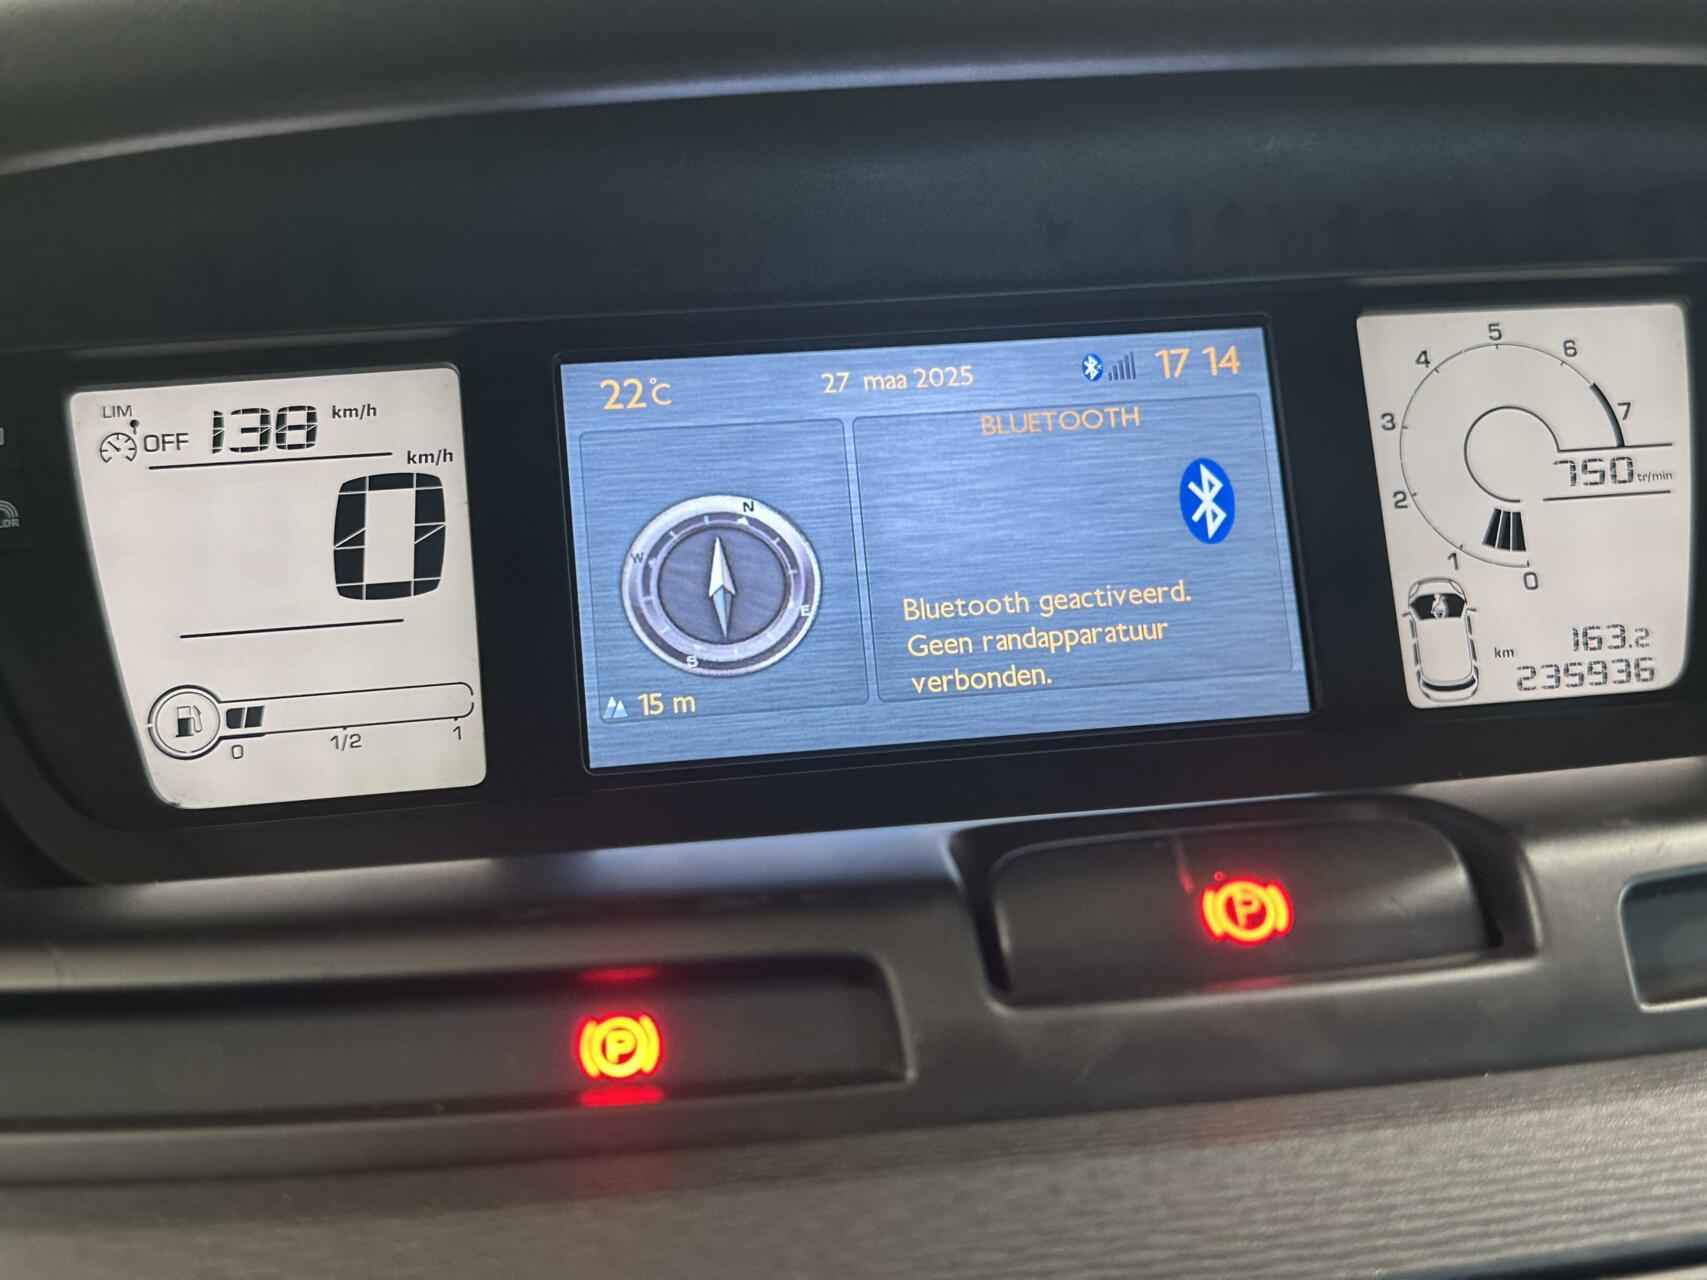 LIM
OFF 138 km/h
km/h
0
0 1/2 1
22°C 27 maa 2025 17 14
BLUETOOTH
N
W
E
S
Bluetooth geactiveerd.
Geen randapparatuur
verbonden.
15 m
5
4 6
3 7
750 tr/min
2
1 0
163.2
km 235936
P
P